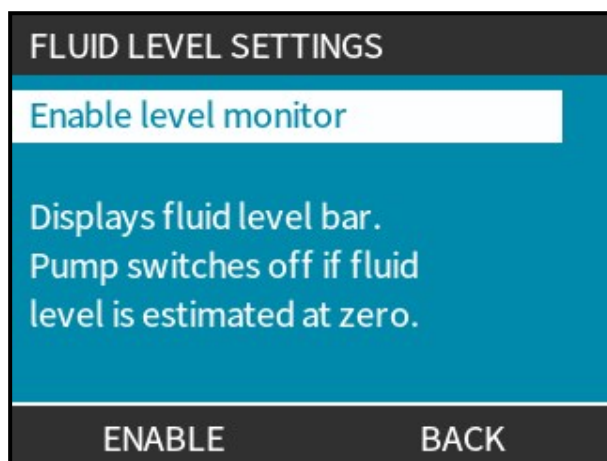 FLUID LEVEL SETTINGS
Enable level monitor
Displays fluid level bar.
Pump switches off if fluid
level is estimated at zero.
ENABLE BACK